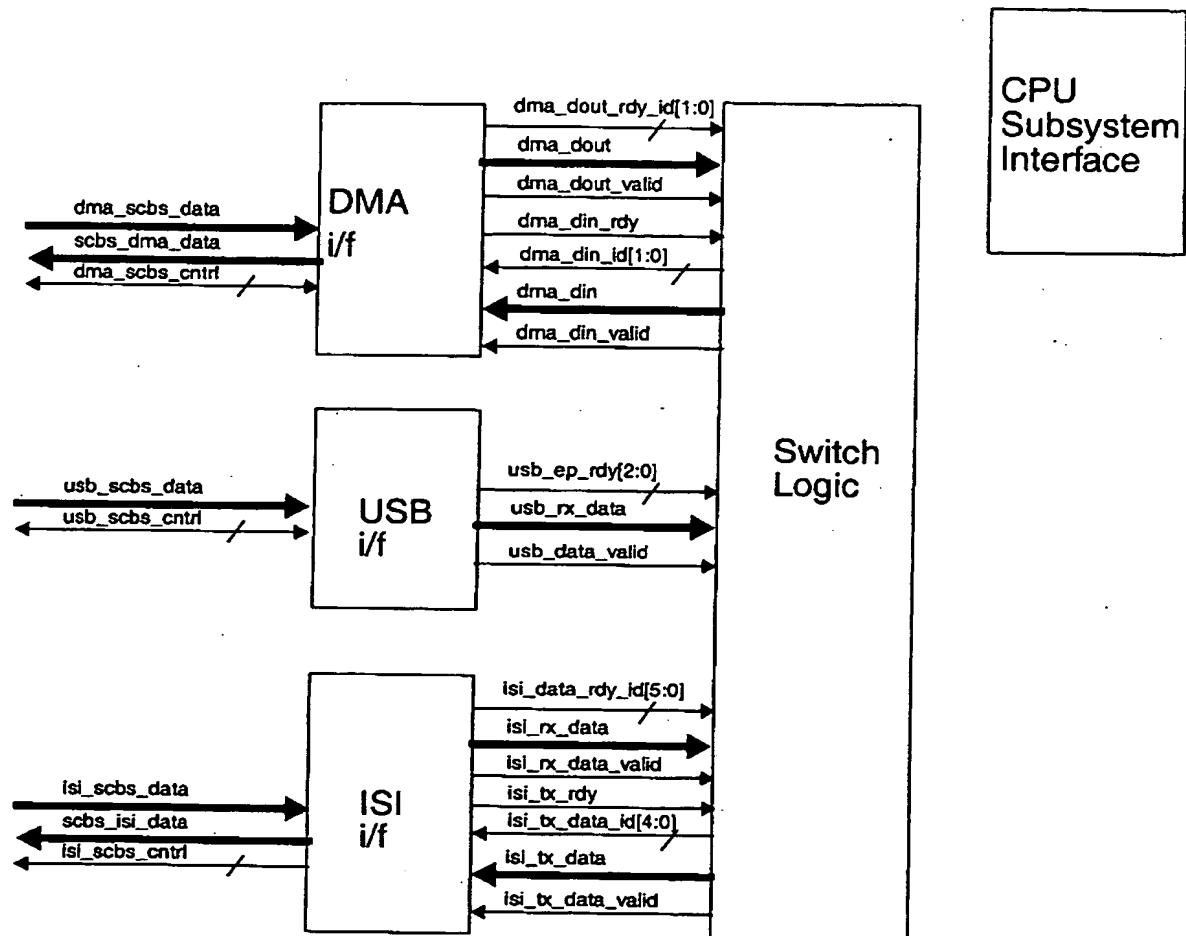 CPU
Subsystem
Interface
dma_dout_rdy_id[1:0]
dma_dout
dma_dout_valid
dma_din_rdy
dma_din_id[1:0]
dma_din
dma_din_valid
DMA
i/f
dma_scbs_data
scbs_dma_data
dma_scbs_cntrl
Switch
Logic
usb_ep_rdy[2:0]
usb_rx_data
usb_data_valid
USB
i/f
usb_scbs_data
usb_scbs_cntrl
isi_data_rdy_id[5:0]
isi_rx_data
isi_rx_data_valid
isi_tx_rdy
isi_tx_data_id[4:0]
isi_tx_data
isi_tx_data_valid
ISI
i/f
isi_scbs_data
scbs_isi_data
isi_scbs_cntrl